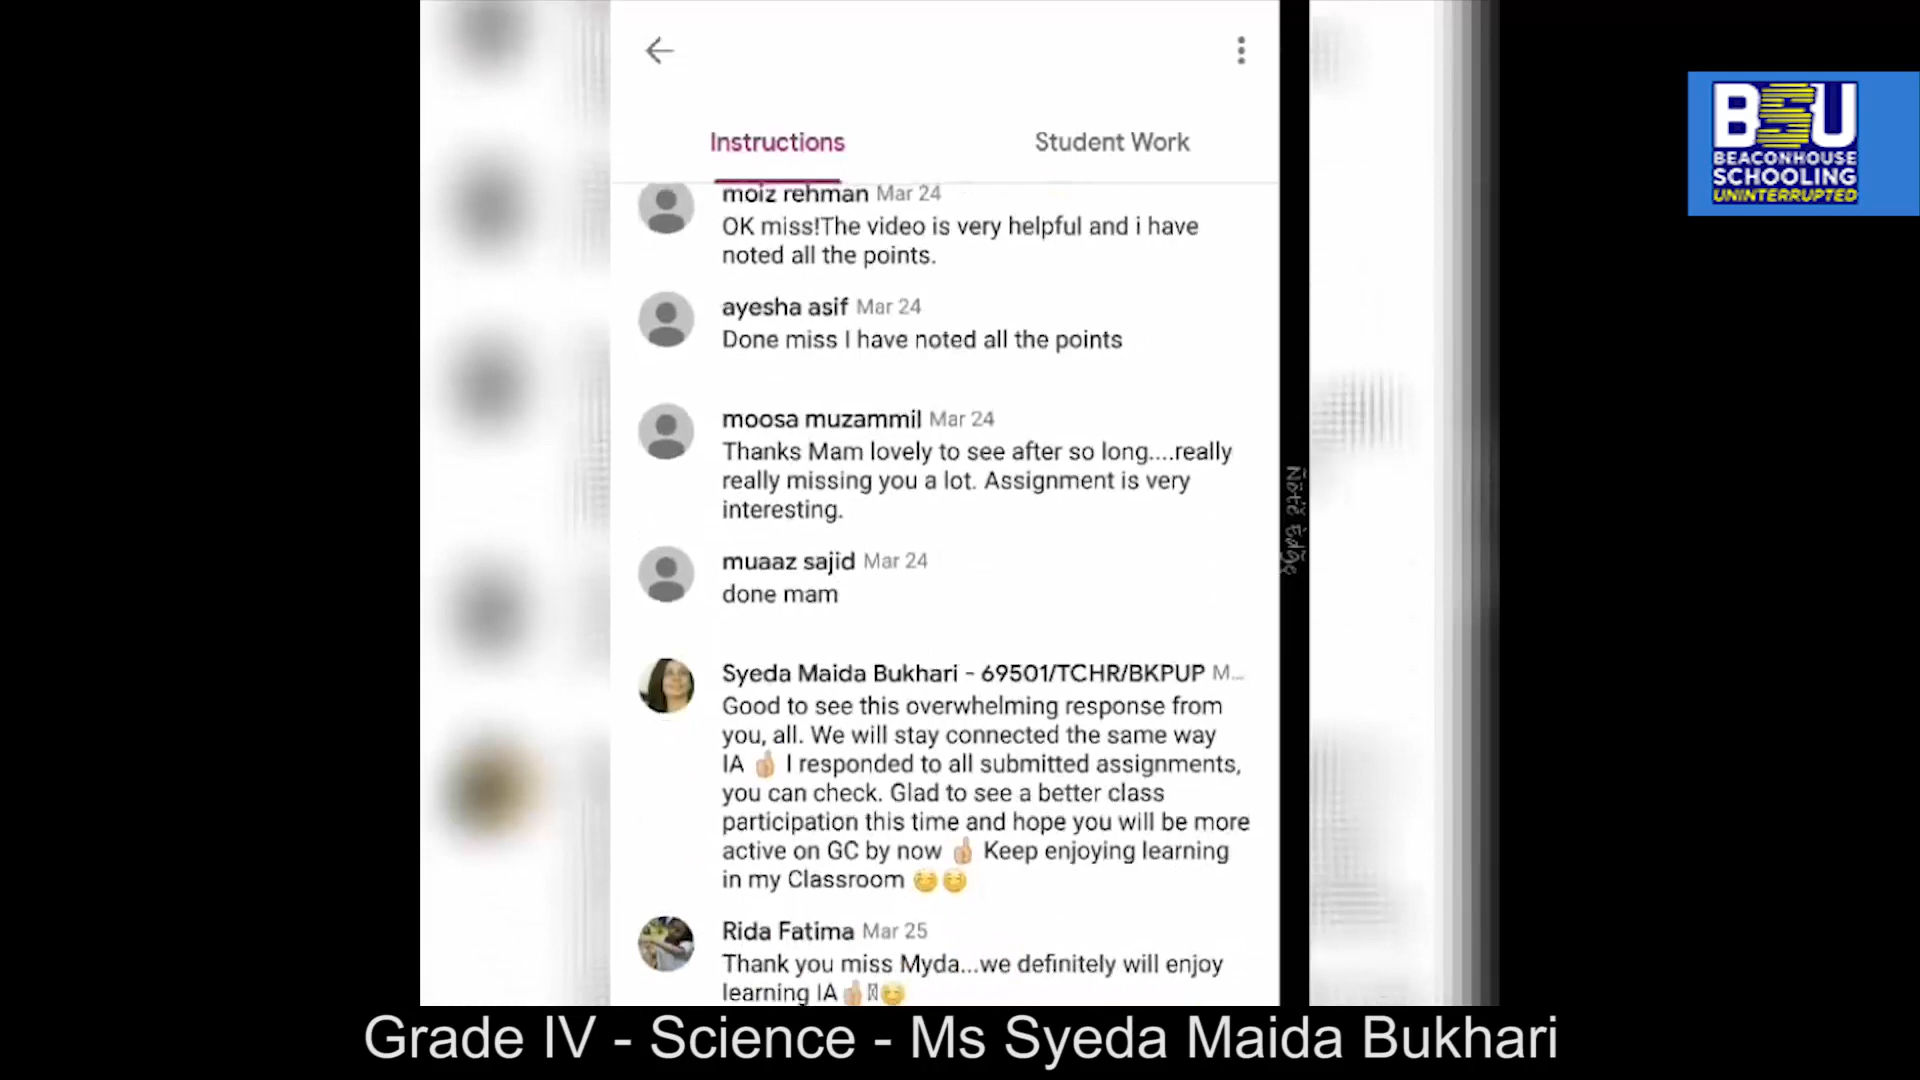 Instructions
Student Work
BSU
BEACONHOUSE
SCHOOLING
UNINTERRUPTED
moiz rehman Mar 24
OK miss!The video is very helpful and i have
noted all the points.
ayesha asif Mar 24
Done miss I have noted all the points
moosa muzammil Mar 24
Thanks Mam lovely to see after so long....really
really missing you a lot. Assignment is very
interesting.
Note Edge
muaaz sajid Mar 24
done mam
Syeda Maida Bukhari - 69501/TCHR/BKPUP M...
Good to see this overwhelming response from
you, all. We will stay connected the same way
IA ☝🏼 I responded to all submitted assignments,
you can check. Glad to see a better class
participation this time and hope you will be more
active on GC by now ☝🏼 Keep enjoying learning
in my Classroom 😊😊
Rida Fatima Mar 25
Thank you miss Myda...we definitely will enjoy
learning IA ☝🏼😊
Grade IV - Science - Ms Syeda Maida Bukhari